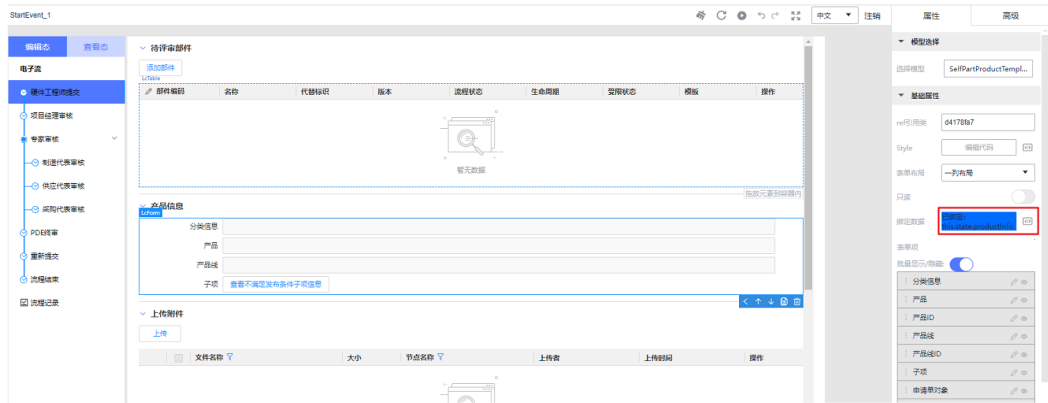 StartEvent_1
中文
注销
属性
高级
编辑态
查看态
电子流
硬件工程师提交
项目经理审核
专家审核
制造代表审核
供应代表审核
采购代表审核
PDE终审
重新提交
流程结束
流程记录
待评审部件
添加部件
LcTable
部件编码 名称 代替标识 版本 流程状态 生命周期 受限状态 模板 操作
暂无数据
拖放元素到容器内
产品信息
LcForm
分类信息
产品
产品线
子项 查看不满足发布条件子项信息
上传附件
上传
文件名称 大小 节点名称 上传者 上传时间 操作
模型选择
选择模型 SelfPartProductTempl...
基础属性
ref引用类 d4178fa7
Style 编辑代码
表单布局 一列布局
只读
绑定数据 已绑定:
this.state.productInfo
表单项
批量显示/隐藏:
分类信息
产品
产品ID
产品线
产品线ID
子项
申请单对象